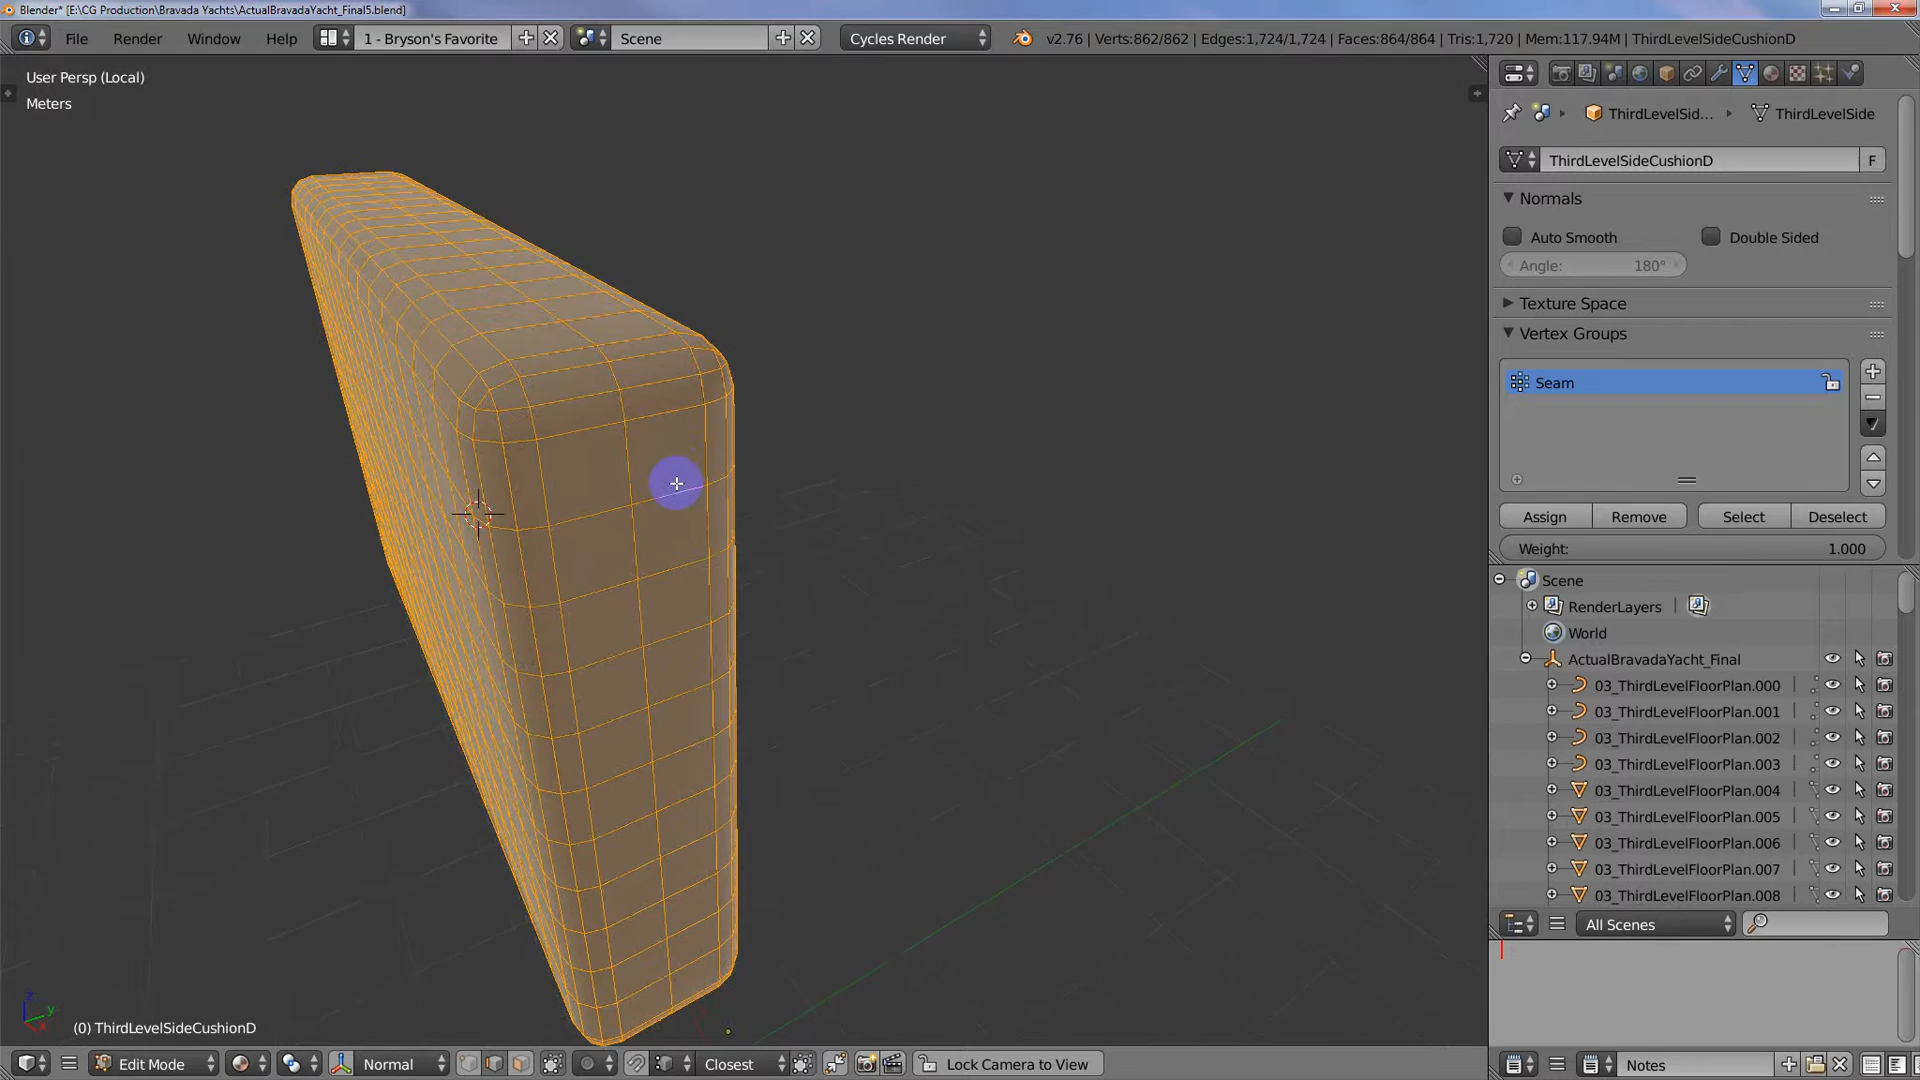 Blender* [E:\CG Production\Bravada Yachts\ActualBravadaYacht_Final5.blend]
File Render Window Help 1 - Bryson's Favorite Scene Cycles Render v2.76 | Verts:862/862 | Edges:1,724/1,724 | Faces:864/864 | Tris:1,720 | Mem:117.94M | ThirdLevelSideCushionD
User Persp (Local)
Meters
ThirdLevelSid... ThirdLevelSide
ThirdLevelSideCushionD F
Normals
Auto Smooth Double Sided
Angle: 180°
Texture Space
Vertex Groups
Seam
Assign Remove Select Deselect
Weight: 1.000
Scene
RenderLayers
World
ActualBravadaYacht_Final
03_ThirdLevelFloorPlan.000
03_ThirdLevelFloorPlan.001
03_ThirdLevelFloorPlan.002
03_ThirdLevelFloorPlan.003
03_ThirdLevelFloorPlan.004
03_ThirdLevelFloorPlan.005
03_ThirdLevelFloorPlan.006
03_ThirdLevelFloorPlan.007
03_ThirdLevelFloorPlan.008
All Scenes
z y
(0) ThirdLevelSideCushionD
Edit Mode Normal Closest Lock Camera to View Notes